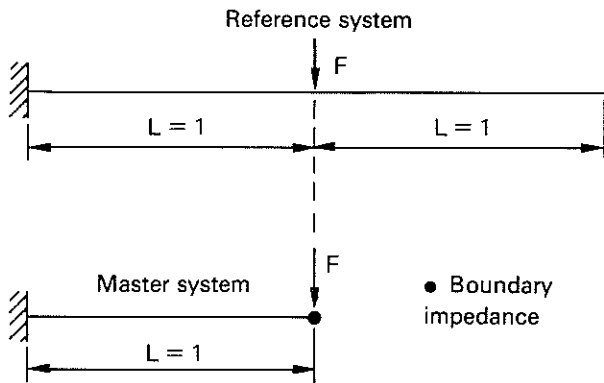 Reference system
F
L = 1
L = 1
F
Master system
Boundary
impedance
L = 1